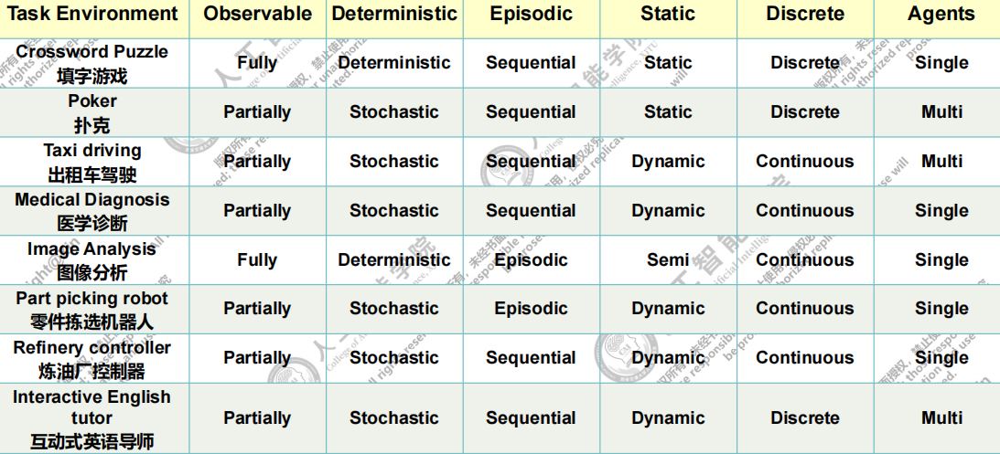 Task Environment Observable Deterministic Episodic Static Discrete Agents
Crossword Puzzle
填字游戏
Fully Deterministic Sequential Static Discrete Single
Poker
扑克
Partially Stochastic Sequential Static Discrete Multi
Taxi driving
出租车驾驶
Partially Stochastic Sequential Dynamic Continuous Multi
Medical Diagnosis
医学诊断
Partially Stochastic Sequential Dynamic Continuous Single
Image Analysis
图像分析
Fully Deterministic Episodic Semi Continuous Single
Part picking robot
零件拣选机器人
Partially Stochastic Episodic Dynamic Continuous Single
Refinery controller
炼油厂控制器
Partially Stochastic Sequential Dynamic Continuous Single
Interactive English
tutor
互动式英语导师
Partially Stochastic Sequential Dynamic Discrete Multi